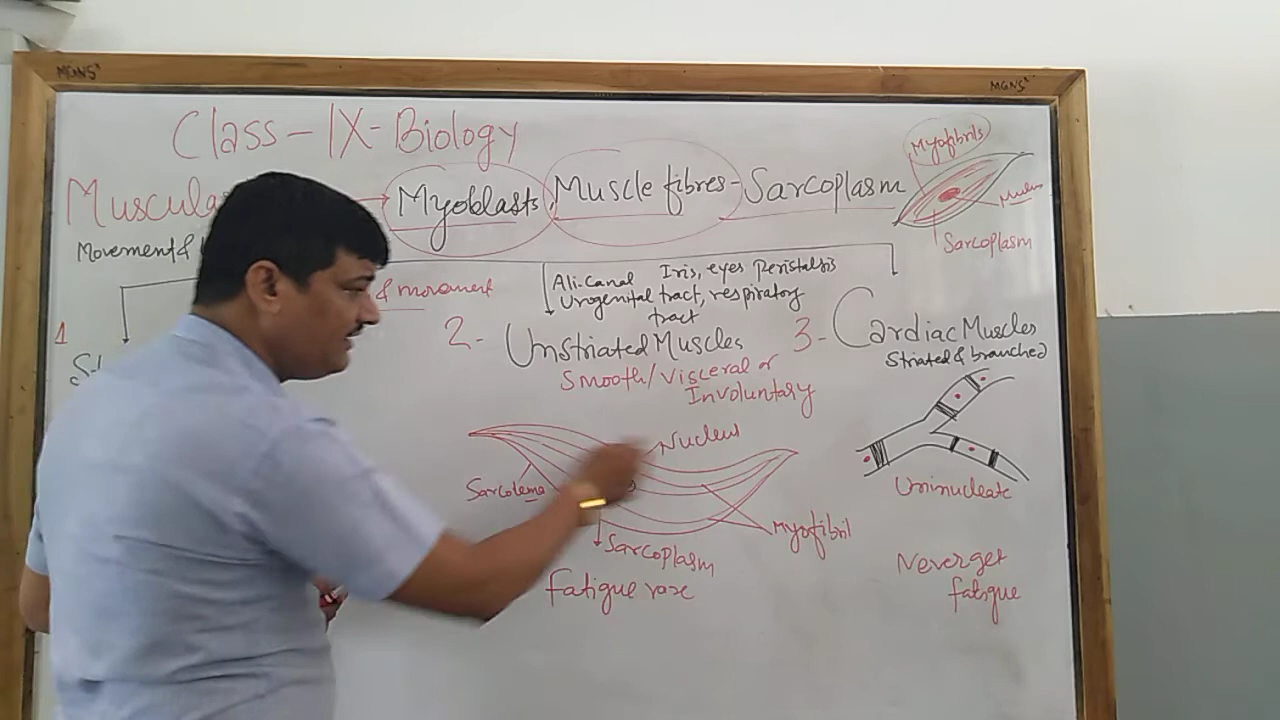 MGNS
MGNS
Class-IX-Biology
Myofibrils
Muscula
Myoblasts, Muscle fibres-Sarcoplasm
Sarcoplasm
Movement &
& movement
Ali-canal Iris, eyes Peristalsis
Urogenital tract, respiratory
tract
1
2- Unstriated Muscles
Smooth/Visceral or
Involuntary
3- Cardiac Muscles
Striated & branched
Nucleus
Sarcolema
Myofibril
Sarcoplasm
Fatigue rare
Uninucleate
Never get
fatigue